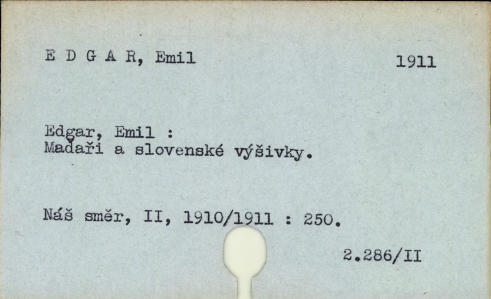 E D G A R, Emil
1911
Edgar, Emil :
Maďaři a slovenské výšivky.
Náš směr, II, 1910/1911 : 250.
2.286/II